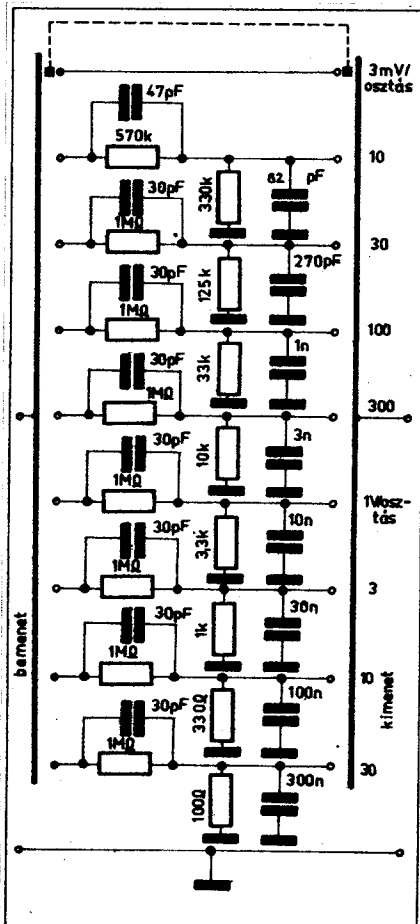 3mV/
osztás
47pF
570k
10
30pF
1MΩ
330k
82 pF
30
30pF
1MΩ
125k
270pF
100
30pF
1MΩ
33k
1n
300
30pF
1MΩ
10k
3n
1V/osz-
tás
30pF
1MΩ
3,3k
10n
3
30pF
1MΩ
1k
30n
10
30pF
1MΩ
330Ω
100n
30
100Ω
300n
bemenet
kimenet